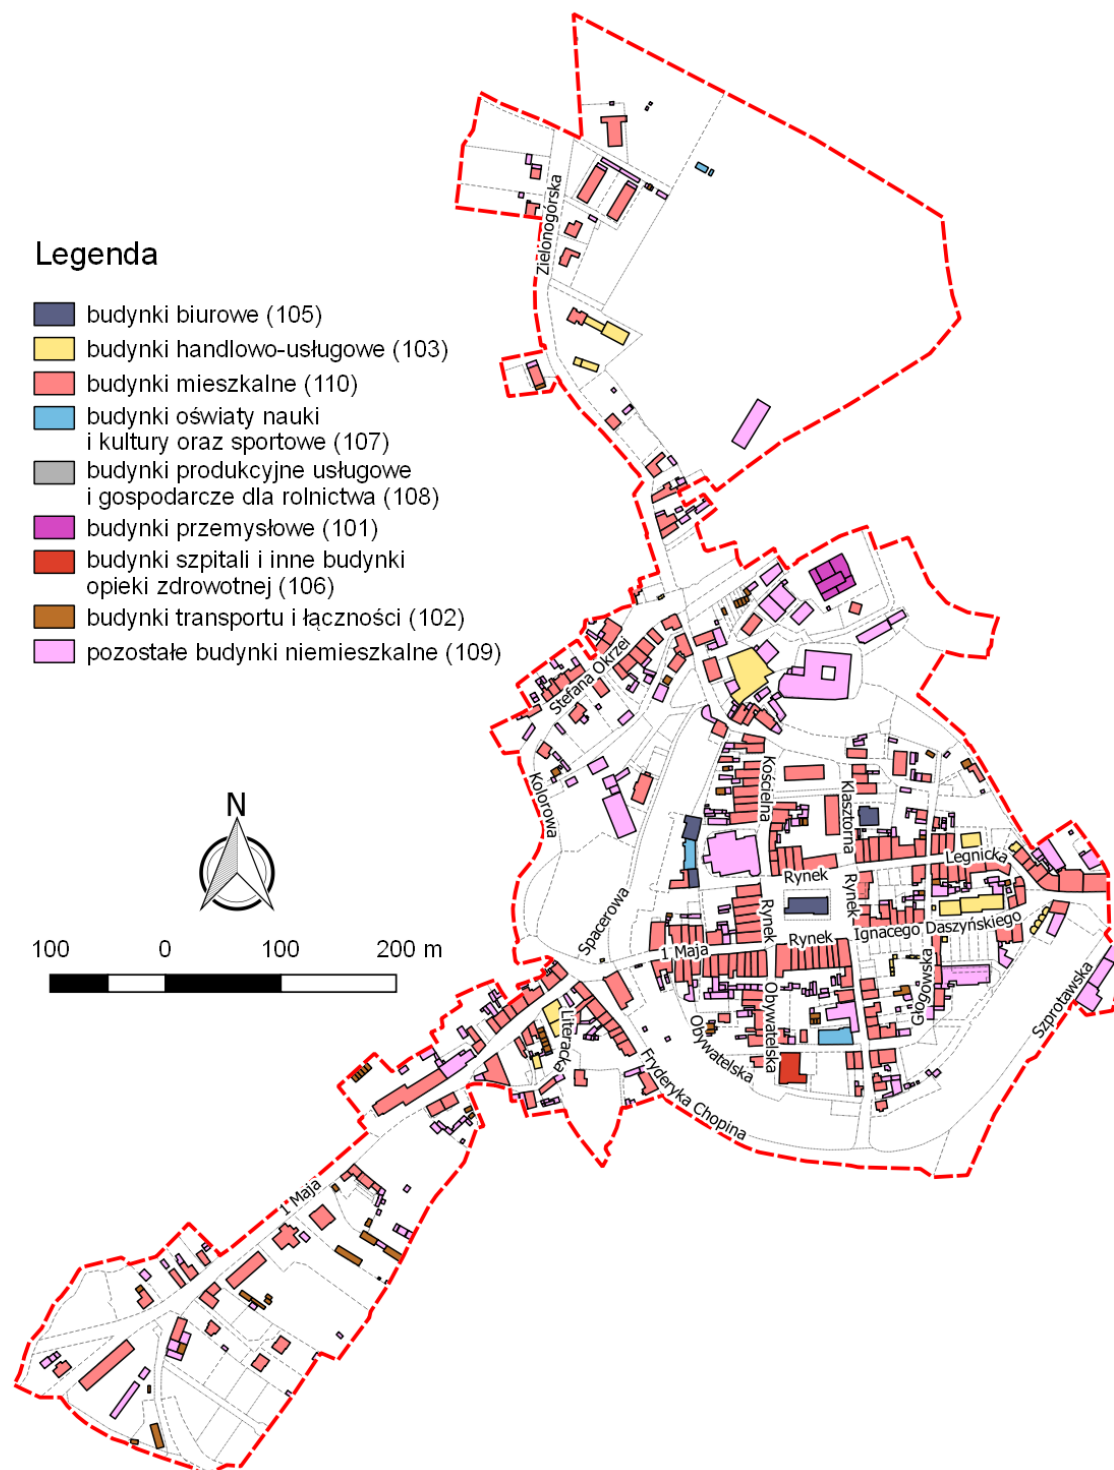 Zielonogórska
Legenda
budynki biurowe (105)
budynki handlowo-usługowe (103)
budynki mieszkalne (110)
budynki oświaty nauki
i kultury oraz sportowe (107)
budynki produkcyjne usługowe
i gospodarcze dla rolnictwa (108)
budynki przemysłowe (101)
budynki szpitali i inne budynki
opieki zdrowotnej (106)
budynki transportu i łączności (102)
pozostałe budynki niemieszkalne (109)
Stefana Okrzei
Kolorowa
Kościelna
Klasztorna
N
Legnicka
Rynek
Rynek
Spacerowa
Rynek
Rynek
Ignacego Daszyńskiego
1 Maja
100 0 100 200 m
Głogowska
Szprotawska
Literacka
Obywatelska
Obywatelska
Fryderyka Chopina
1 Maja